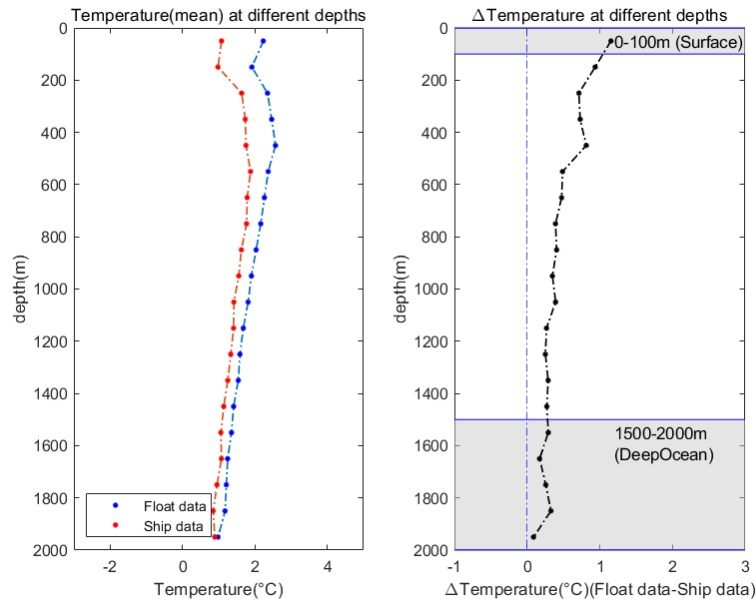 Temperature(mean) at different depths
0
200
400
600
800
1000
1200
1400
1600
1800
2000
depth(m)
0
2
4
Temperature(°C)
Float data
Ship data
ΔTemperature at different depths
0
200
400
600
800
1000
1200
1400
1600
1800
2000
depth(m)
0-100m (Surface)
1500-2000m
(DeepOcean)
-1
0
1
2
3
ΔTemperature(°C)(Float data-Ship data)